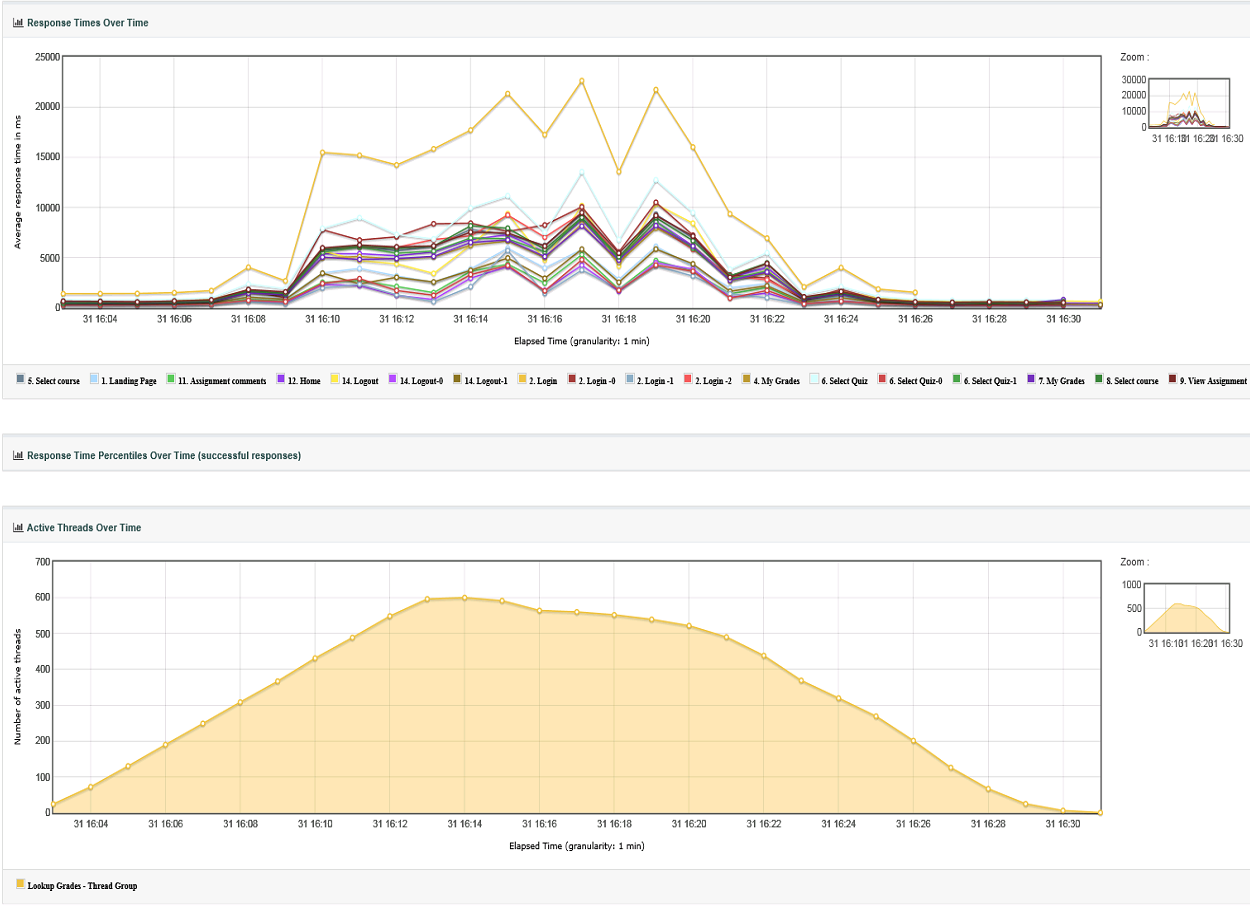 Response Times Over Time
Zoom :
25000
20000
15000
10000
5000
0
Average response time in ms
31 16:04 31 16:06 31 16:08 31 16:10 31 16:12 31 16:14 31 16:16 31 16:18 31 16:20 31 16:22 31 16:24 31 16:26 31 16:28 31 16:30
Elapsed Time (granularity: 1 min)
30000
20000
10000
0
31 16:30
5. Select course 1. Landing Page 11. Assignment comments 12. Home 14. Logout 14. Logout-0 14. Logout-1 2. Login 2. Login -0 2. Login -1 2. Login -2 4. My Grades 6. Select Quiz 6. Select Quiz-0 6. Select Quiz-1 7. My Grades 8. Select course 9. View Assignment
Response Time Percentiles Over Time (successful responses)
Active Threads Over Time
Zoom :
700
600
500
400
300
200
100
0
Number of active threads
31 16:04 31 16:06 31 16:08 31 16:10 31 16:12 31 16:14 31 16:16 31 16:18 31 16:20 31 16:22 31 16:24 31 16:26 31 16:28 31 16:30
Elapsed Time (granularity: 1 min)
1000
500
0
31 16:30
Lookup Grades - Thread Group